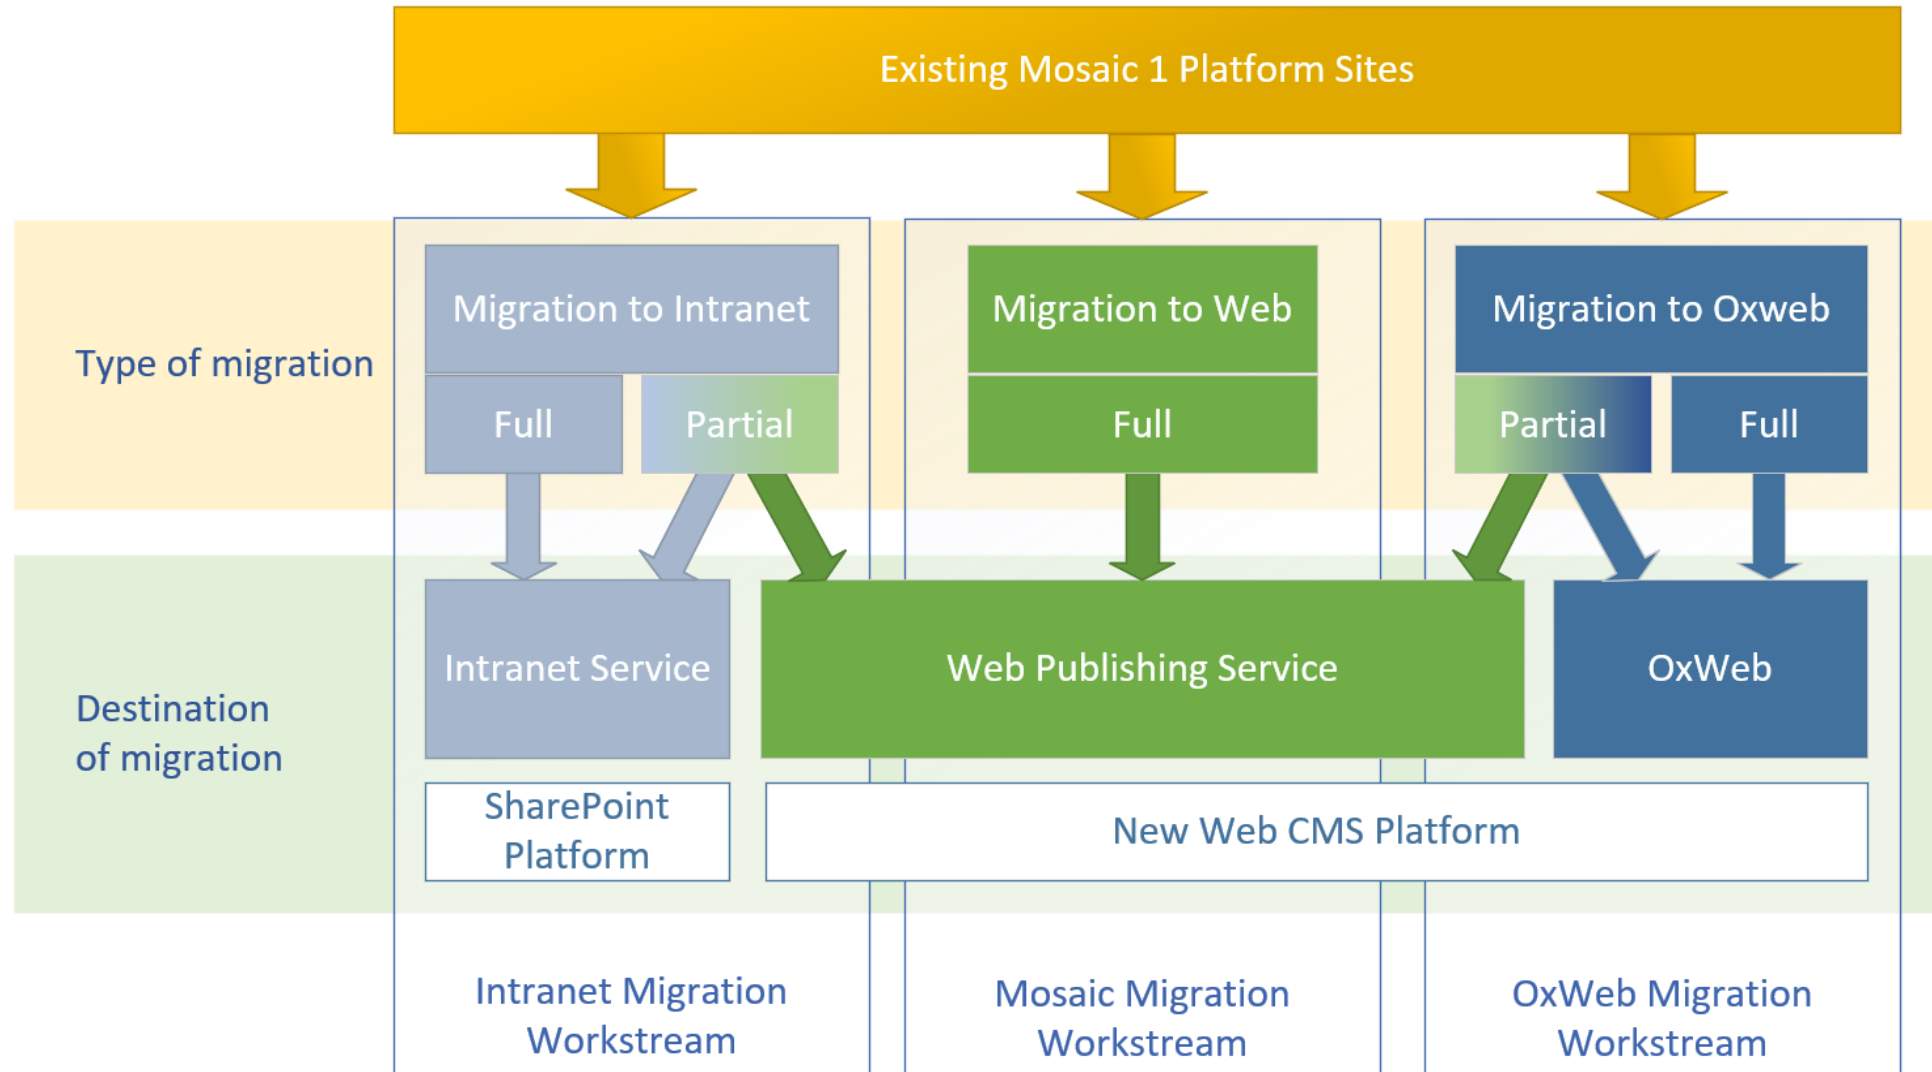 Existing Mosaic 1 Platform Sites
Type of migration
Migration to Intranet
Full
Partial
Migration to Web
Full
Migration to Oxweb
Partial
Full
Destination
of migration
Intranet Service
Web Publishing Service
OxWeb
SharePoint
Platform
New Web CMS Platform
Intranet Migration
Workstream
Mosaic Migration
Workstream
OxWeb Migration
Workstream